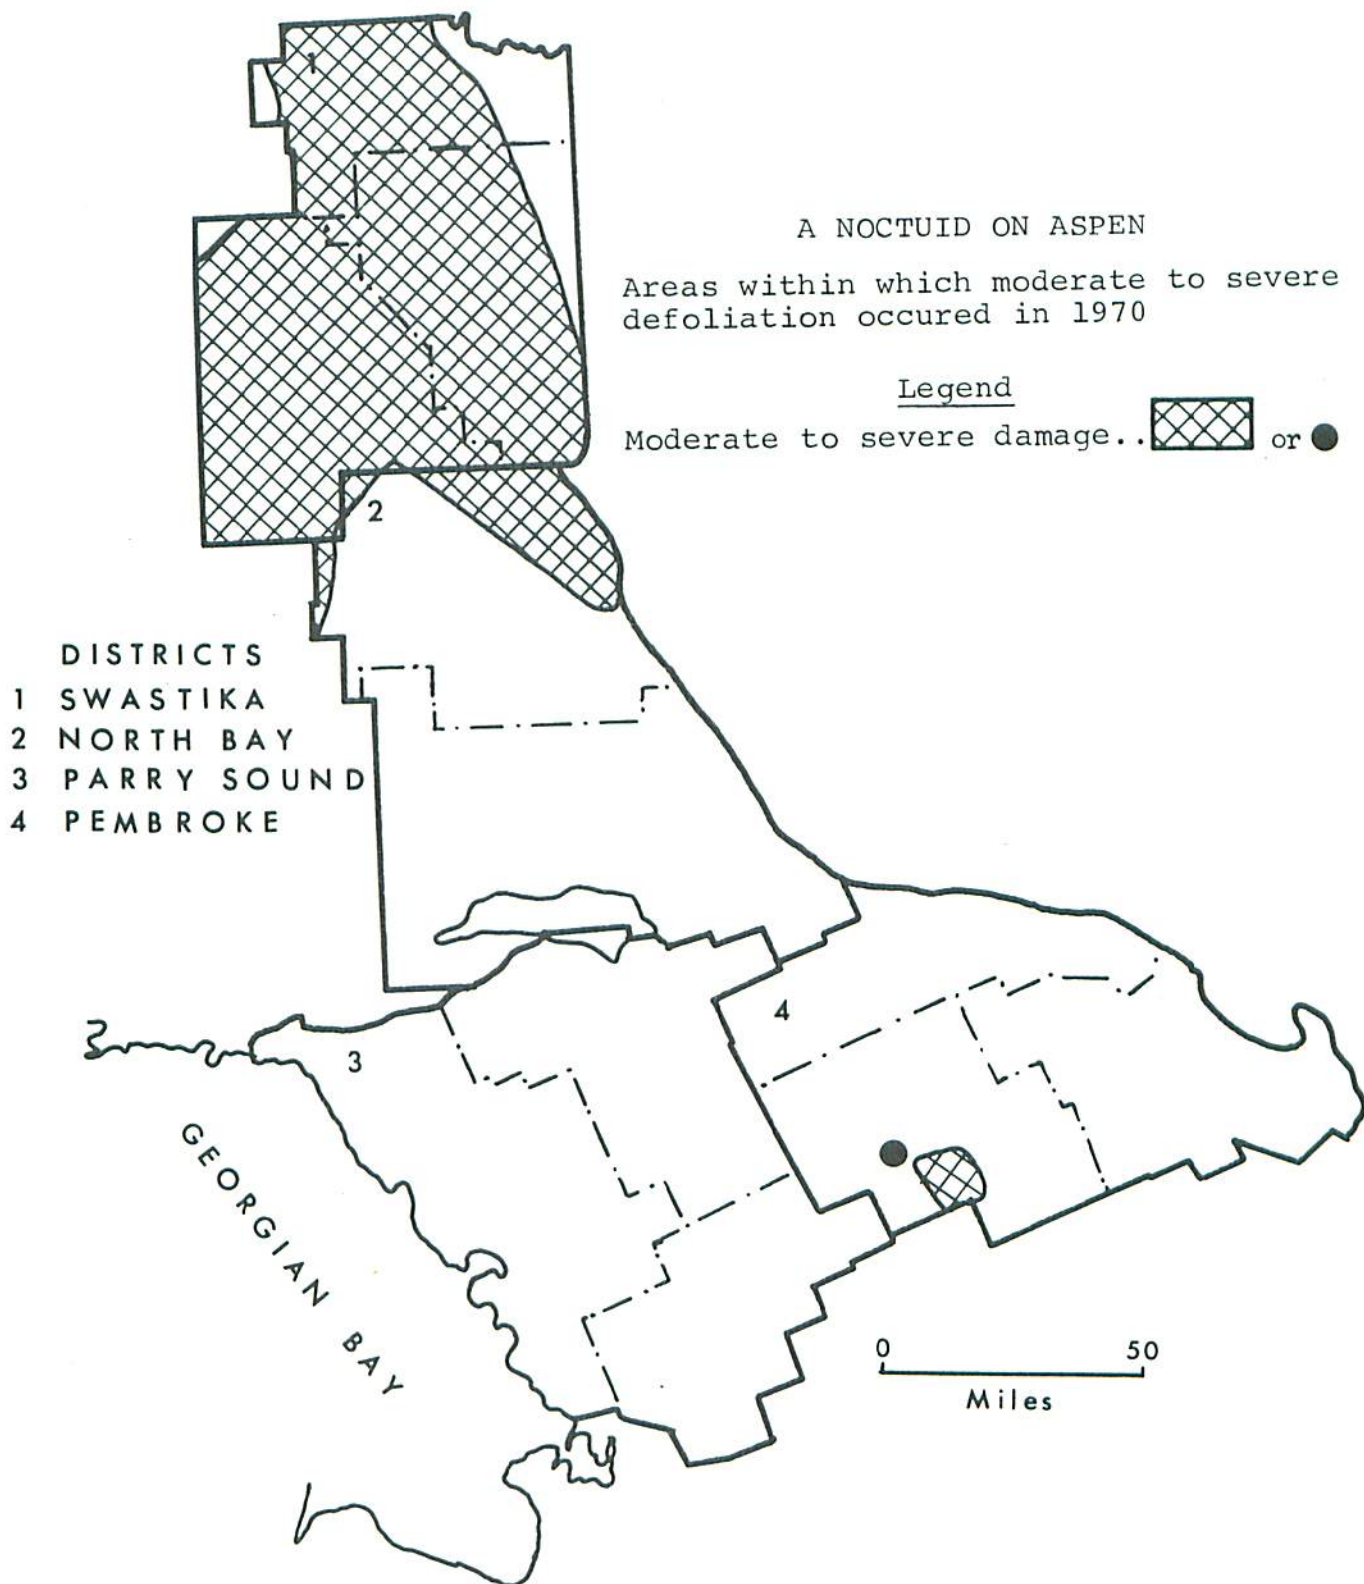 1
A NOCTUID ON ASPEN
Areas within which moderate to severe
defoliation occured in 1970
Legend
Moderate to severe damage.. or
2
DISTRICTS
1 SWASTIKA
2 NORTH BAY
3 PARRY SOUND
4 PEMBROKE
4
3
GEORGIAN BAY
0 50
Miles